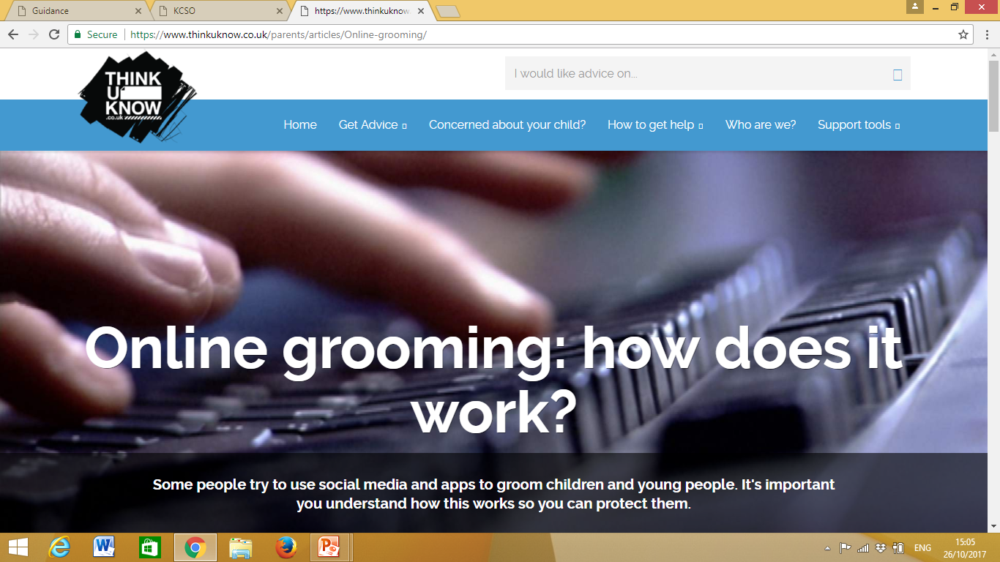 Guidance
KCSO
https://www.thinkuknow.
Secure
https://www.thinkuknow.co.uk/parents/articles/Online-grooming/
THINK
U
KNOW
.co.uk
I would like advice on...
Home
Get Advice
Concerned about your child?
How to get help
Who are we?
Support tools
Online grooming: how does it
work?
Some people try to use social media and apps to groom children and young people. It's important
you understand how this works so you can protect them.
ENG
15:05
26/10/2017